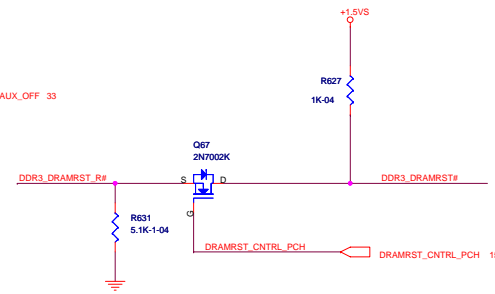 +1.5VS
R627
1K-04
AUX_OFF 33
Q67
2N7002K
DDR3_DRAMRST_R#
S
D
DDR3_DRAMRST#
G
R631
5.1K-1-04
DRAMRST_CNTRL_PCH
DRAMRST_CNTRL_PCH